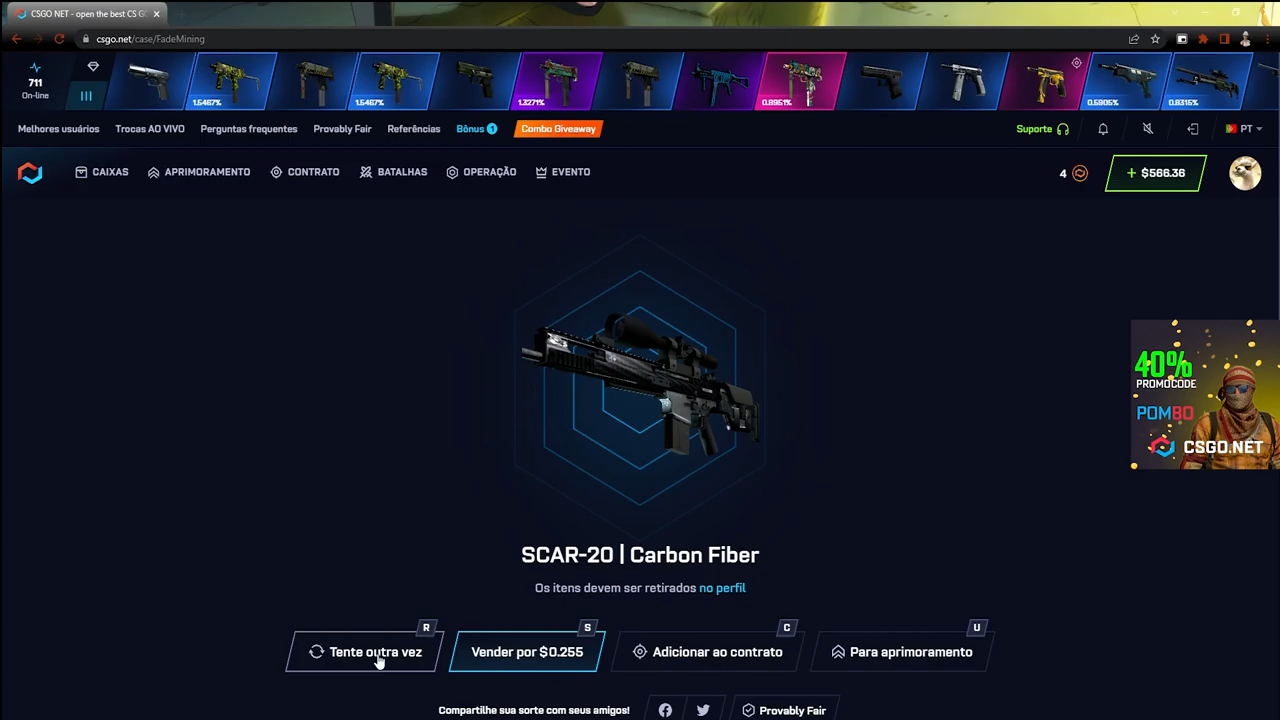 CSGO NET - open the best CS G
csgo.net/case/FadeMining
711
On-line
1.5467%
1.5467%
1.3271%
0.8951%
0.5905%
0.8315%
Melhores usuários
Trocas AO VIVO
Perguntas frequentes
Provably Fair
Referências
Bônus 1
Combo Giveaway
Suporte
PT
CAIXAS
APRIMORAMENTO
CONTRATO
BATALHAS
OPERAÇÃO
EVENTO
4
+ $566.36
40%
PROMOCODE
POMBO
CSGO.NET
SCAR-20 | Carbon Fiber
Os itens devem ser retirados no perfil
R
Tente outra vez
S
Vender por $0.255
C
Adicionar ao contrato
U
Para aprimoramento
Compartilhe sua sorte com seus amigos!
Provably Fair